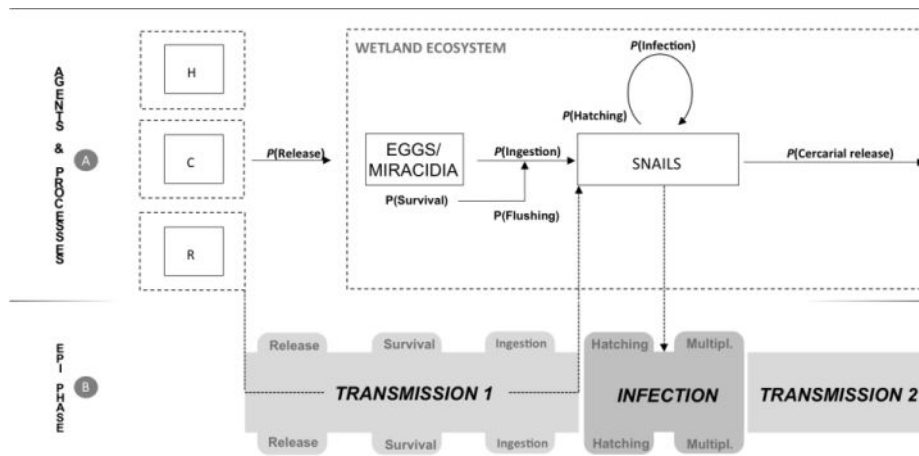 AGENTS & PROCESSES
A
H
C
R
P(Release)
WETLAND ECOSYSTEM
EGGS/
MIRACIDIA
P(Survival)
P(Ingestion)
P(Flushing)
P(Infection)
P(Hatching)
SNAILS
P(Cercarial release)
EPI PHASE
B
Release
Survival
Ingestion
Hatching
Multipl.
TRANSMISSION 1
INFECTION
TRANSMISSION 2
Release
Survival
Ingestion
Hatching
Multipl.